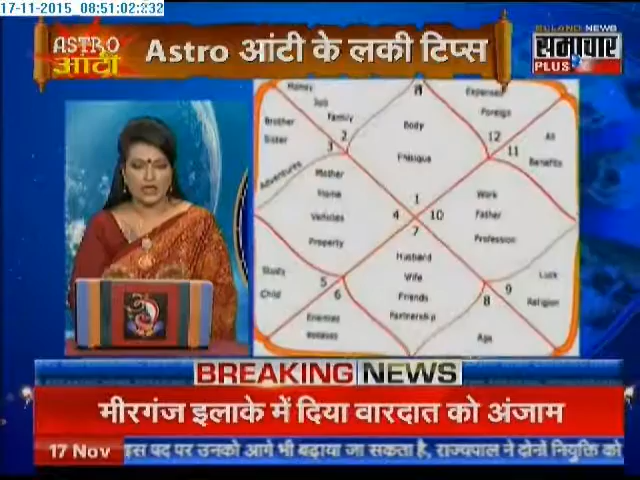 17-11-2015 08:51:02:232
ASTRO
आंटी
Astro आंटी के लकी टिप्स
NEWS
समाचार
PLUS
Money
Job
Family
Brother
Sister
2
3
8
Body
Physique
1
Expenses
Foreign
12
11
All
Benefits
Adventures
Mother
Home
Vehicles
Property
4
10
7
Work
Father
Profession
Husband
Wife
Friends
Partnership
Study
Child
5
6
Enemies
9
8
Luck
Religion
Age
BREAKING NEWS
मीरगंज इलाके में दिया वारदात को अंजाम
17 Nov
इस पद पर उनको आगे भी बढ़ाया जा सकता है, राज्यपाल ने दोनों नियुक्ति को